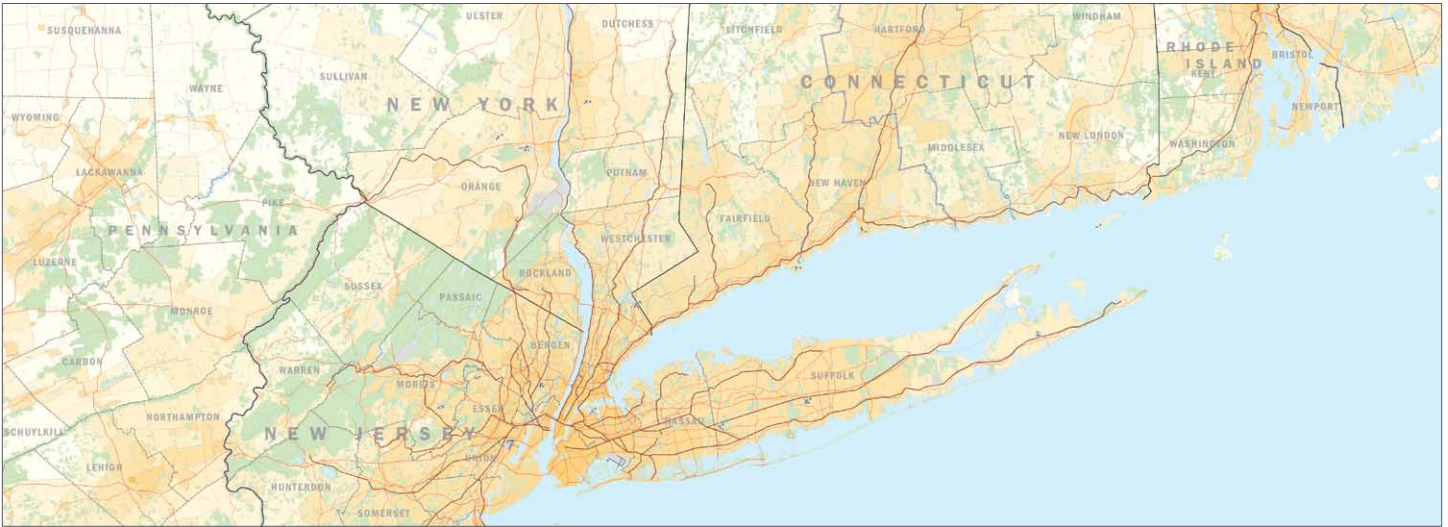 ULSTER
DUTCHESS
LITCHFIELD
HARTFORD
WINDHAM
SUSQUEHANNA
RHODE
ISLAND
BRISTOL
KENT
SULLIVAN
WAYNE
CONNECTICUT
NEW YORK
NEWPORT
WYOMING
NEW LONDON
WASHINGTON
MIDDLESEX
LACKAWANNA
PUTNAM
ORANGE
NEW HAVEN
PIKE
FAIRFIELD
PENNSYLVANIA
WESTCHESTER
LUZERNE
ROCKLAND
SUSSEX
PASSAIC
MONROE
BERGEN
CARBON
WARREN
SUFFOLK
MORRIS
ESSEX
NORTHAMPTON
NASSAU
SCHUYLKILL
NEW JERSEY
UNION
LEHIGH
HUNTERDON
SOMERSET